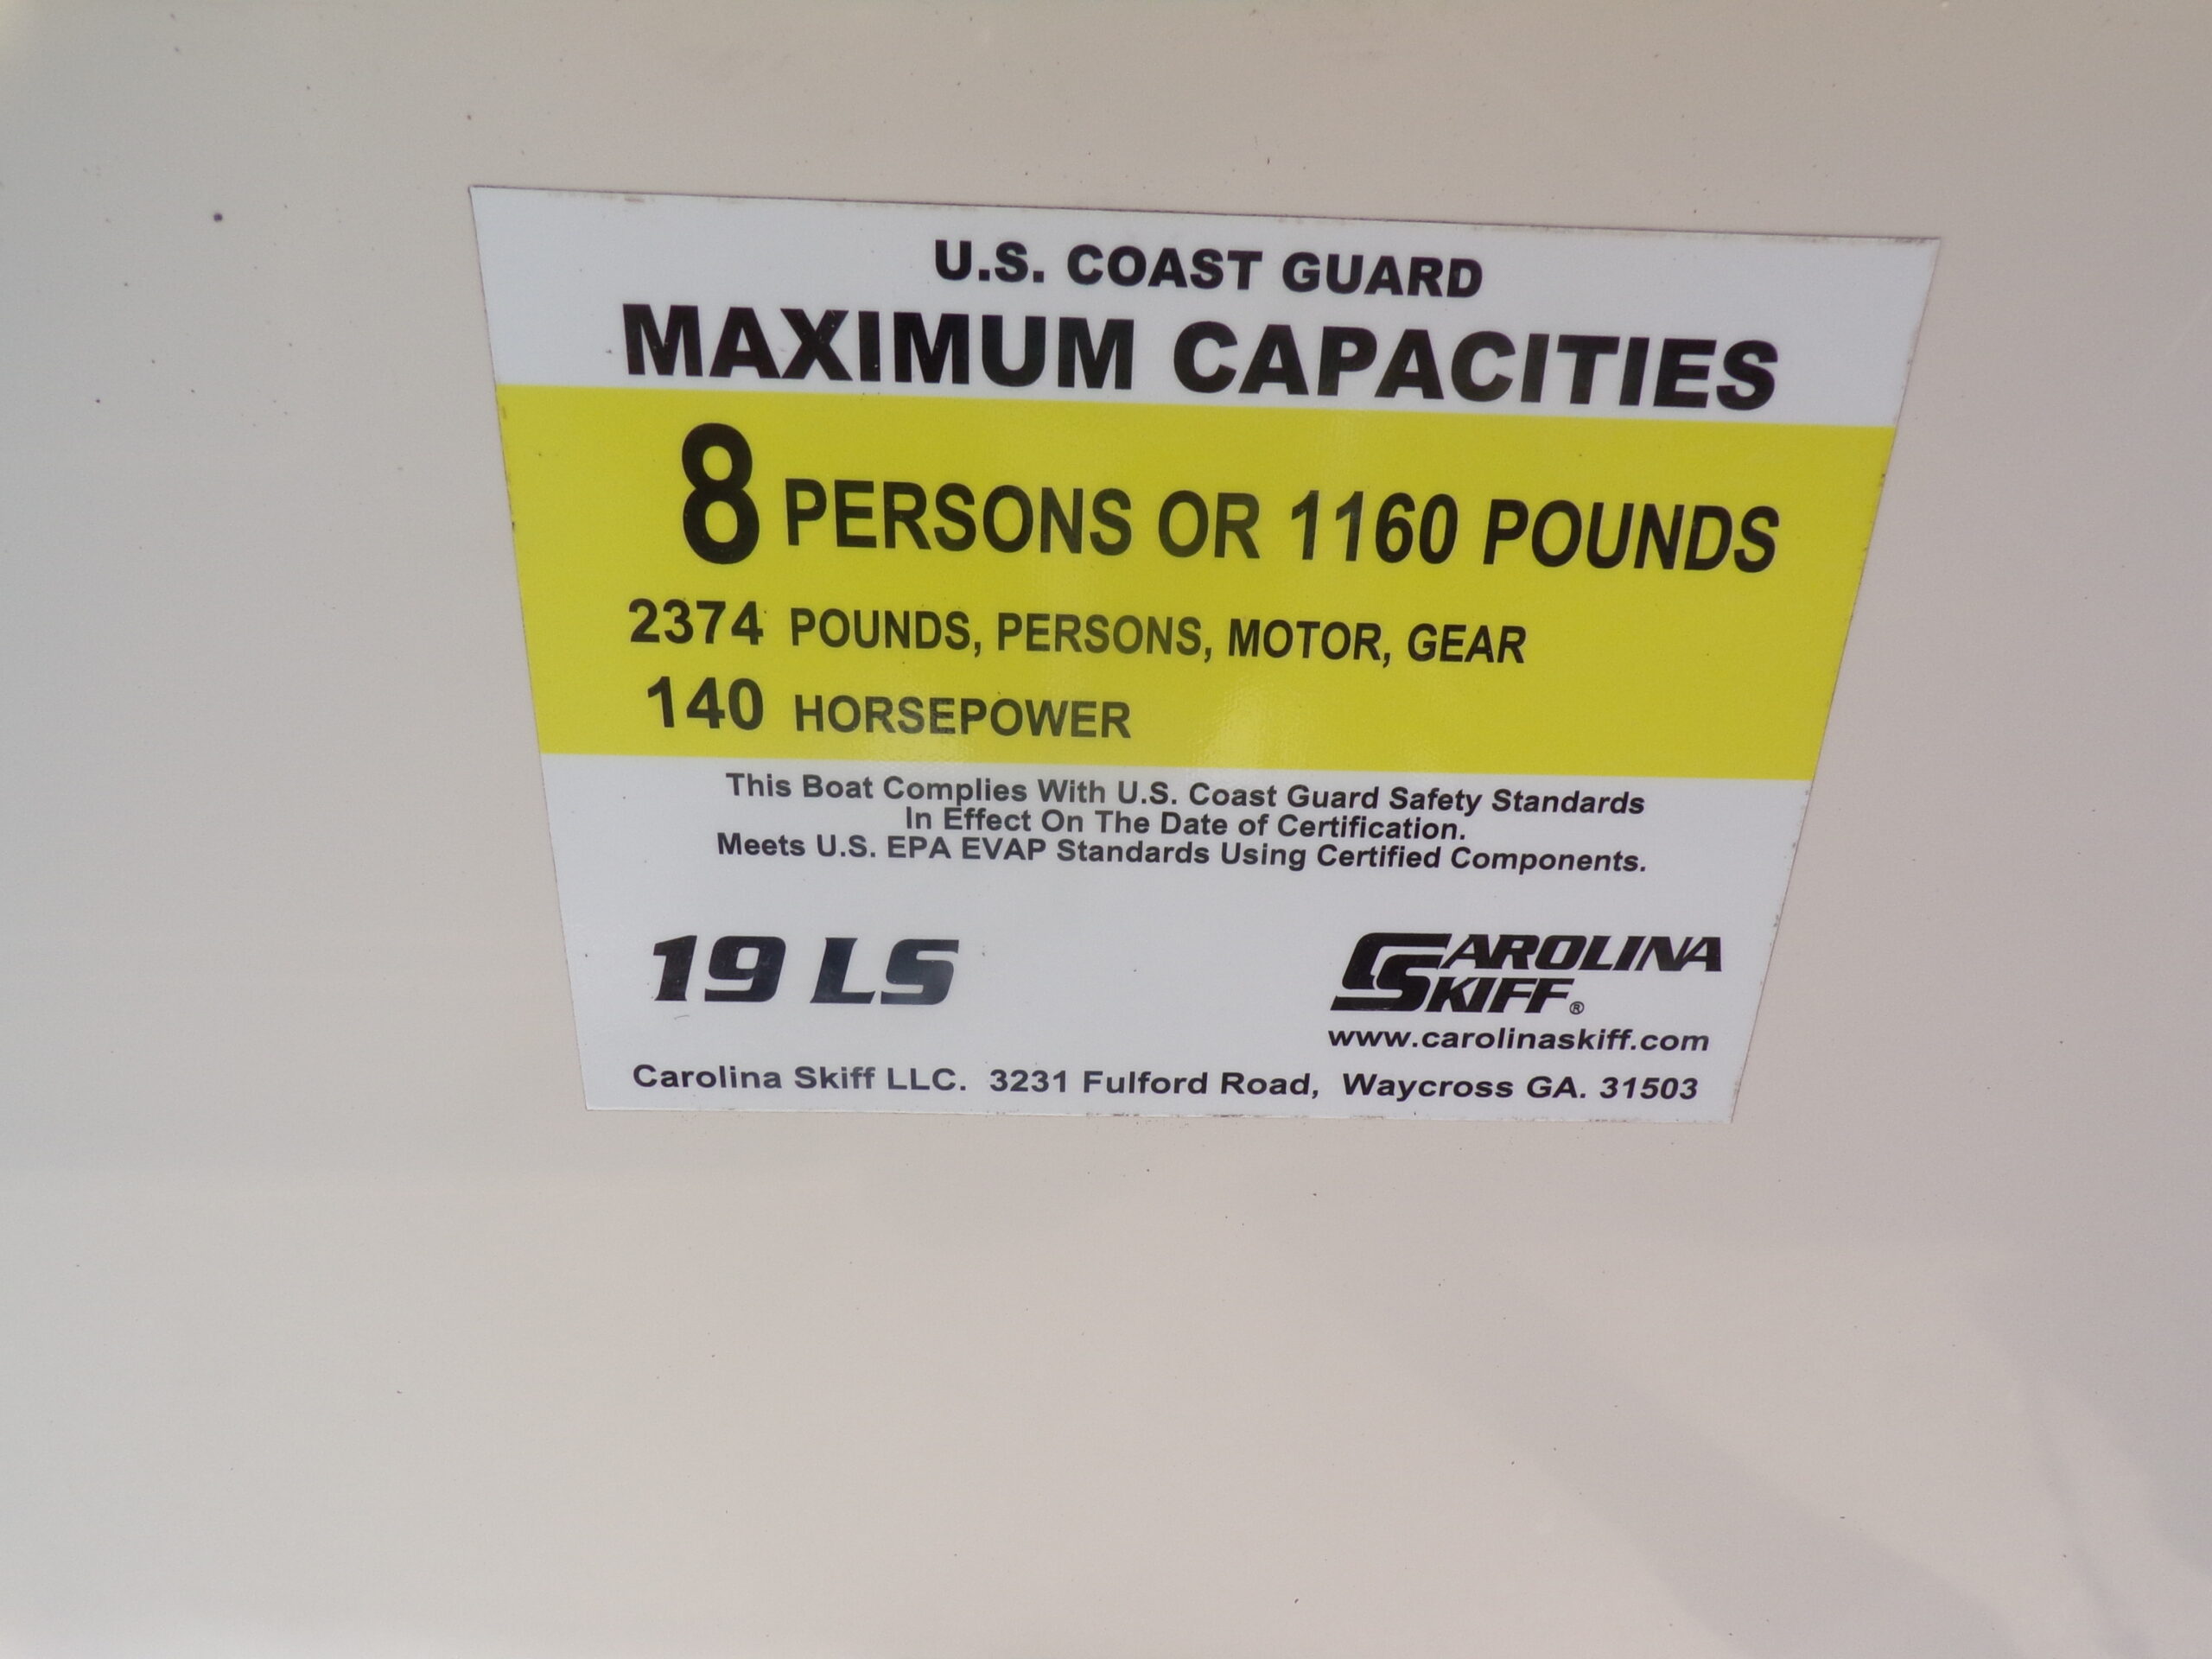 U.S. COAST GUARD
MAXIMUM CAPACITIES
8 PERSONS OR 1160 POUNDS
2374 POUNDS, PERSONS, MOTOR, GEAR
140 HORSEPOWER
This Boat Complies With U.S. Coast Guard Safety Standards
In Effect On The Date of Certification.
Meets U.S. EPA EVAP Standards Using Certified Components.
19 LS
CAROLINA
SKIFF®
www.carolinaskiff.com
Carolina Skiff LLC. 3231 Fulford Road, Waycross GA. 31503